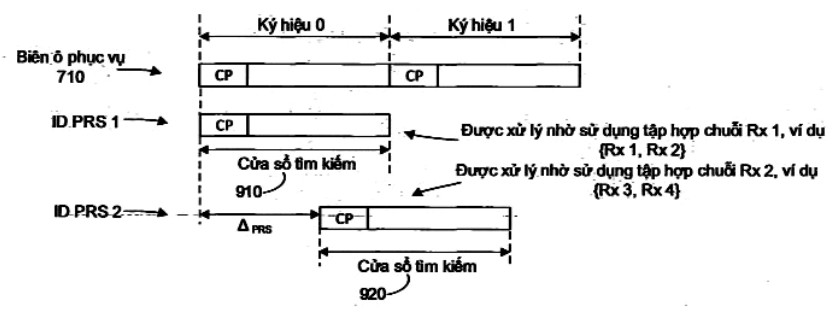 Ký hiệu 0 Ký hiệu 1
Biên ô phục vụ
710
CP CP
ID PRS 1
CP
Được xử lý nhờ sử dụng tập hợp chuỗi Rx 1, ví dụ
{Rx 1, Rx 2}
Cửa sổ tìm kiếm
910
Được xử lý nhờ sử dụng tập hợp chuỗi Rx 2, ví dụ
{Rx 3, Rx 4}
ID PRS 2
Δ PRS
CP
Cửa sổ tìm kiếm
920